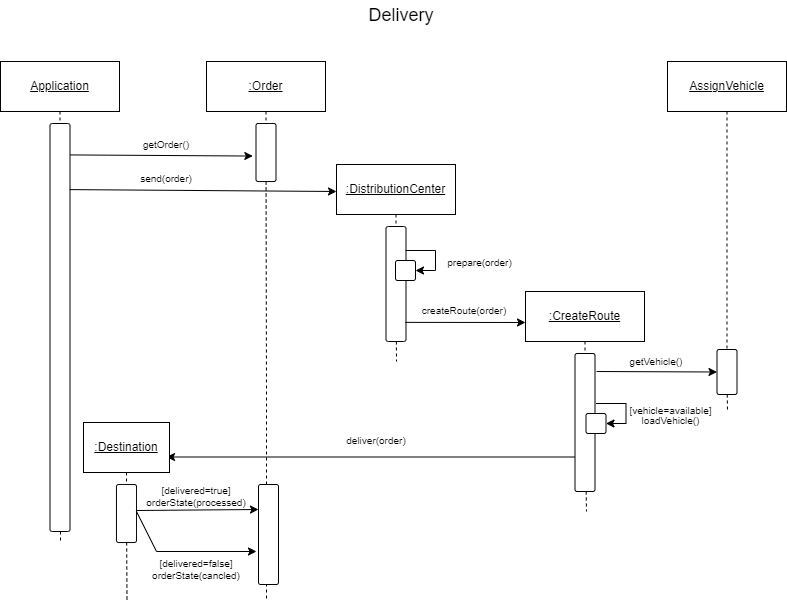 Delivery
Application
:Order
AssignVehicle
getOrder()
send(order)
:DistributionCenter
prepare(order)
createRoute(order)
:CreateRoute
getVehicle()
[vehicle=available]
loadVehicle()
deliver(order)
:Destination
[delivered=true]
orderState(processed)
[delivered=false]
orderState(cancled)